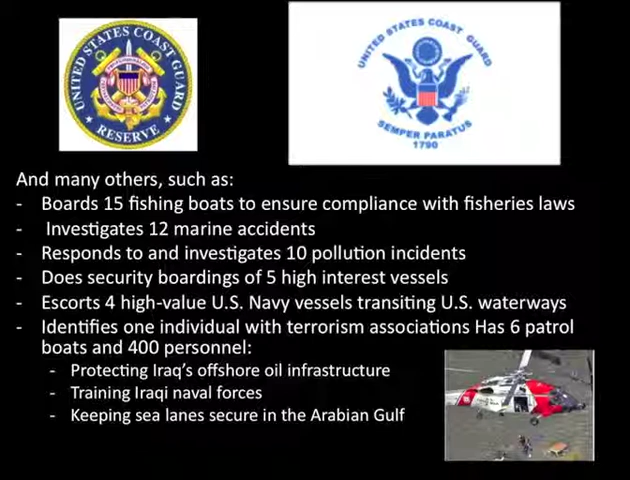 UNITED STATES COAST GUARD
RESERVE
UNITED STATES COAST GUARD
SEMPER PARATUS
1790
And many others, such as:
- Boards 15 fishing boats to ensure compliance with fisheries laws
- Investigates 12 marine accidents
- Responds to and investigates 10 pollution incidents
- Does security boardings of 5 high interest vessels
- Escorts 4 high-value U.S. Navy vessels transiting U.S. waterways
- Identifies one individual with terrorism associations Has 6 patrol
boats and 400 personnel:
- Protecting Iraq's offshore oil infrastructure
- Training Iraqi naval forces
- Keeping sea lanes secure in the Arabian Gulf